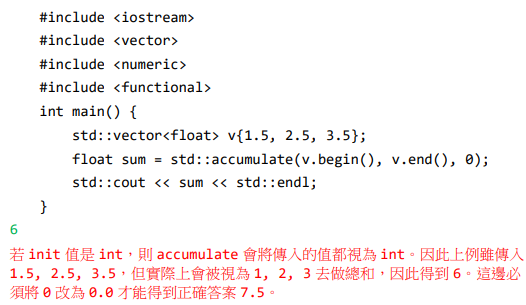 #include <iostream>
#include <vector>
#include <numeric>
#include <functional>
int main() {
    std::vector<float> v{1.5, 2.5, 3.5};
    float sum = std::accumulate(v.begin(), v.end(), 0);
    std::cout << sum << std::endl;
}
6
若 init 值是 int，則 accumulate 會將傳入的值都視為 int。因此上例雖傳入
1.5, 2.5, 3.5，但實際上會被視為 1, 2, 3 去做總和，因此得到 6。這邊必
須將 0 改為 0.0 才能得到正確答案 7.5。